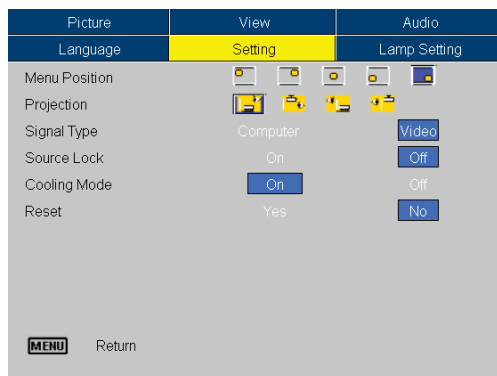 Picture View Audio
Language Setting Lamp Setting
Menu Position
Projection
Signal Type Computer Video
Source Lock On Off
Cooling Mode On Off
Reset Yes No
MENU Return